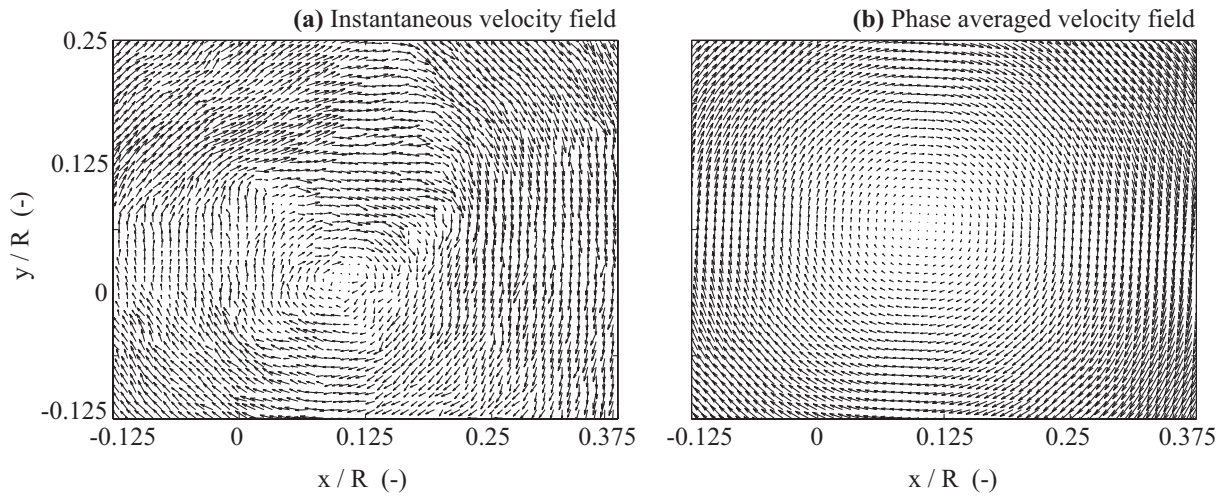 (a) Instantaneous velocity field
(b) Phase averaged velocity field
0.25
0.125
0
-0.125
y / R (-)
-0.125 0 0.125 0.25 0.375
x / R (-)
-0.125 0 0.125 0.25 0.375
x / R (-)